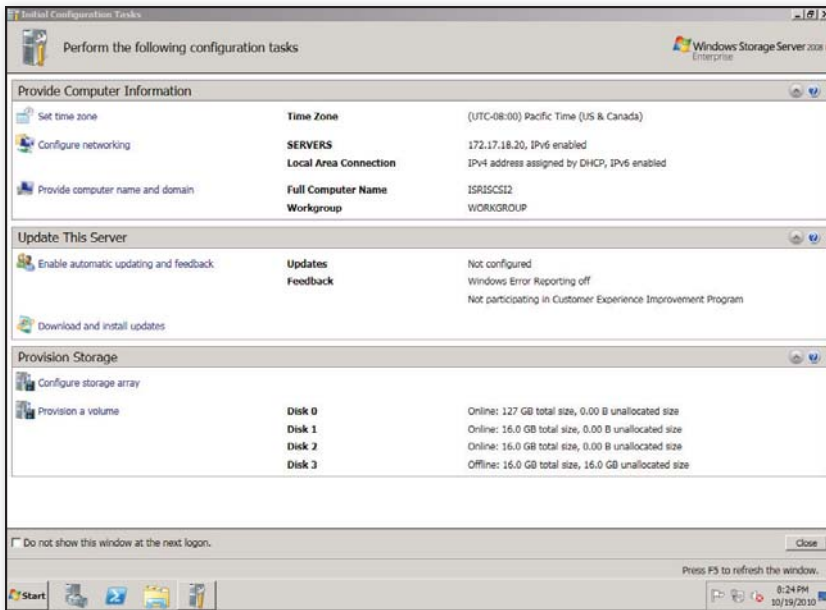 Initial Configuration Tasks
Perform the following configuration tasks
Windows Storage Server 2008
Enterprise
Provide Computer Information
Set time zone Time Zone (UTC-08:00) Pacific Time (US & Canada)
Configure networking SERVERS 172.17.18.20, IPv6 enabled
Local Area Connection IPv4 address assigned by DHCP, IPv6 enabled
Provide computer name and domain Full Computer Name ISRISCSI2
Workgroup WORKGROUP
Update This Server
Enable automatic updating and feedback Updates Not configured
Feedback Windows Error Reporting off
Not participating in Customer Experience Improvement Program
Download and install updates
Provision Storage
Configure storage array
Provision a volume Disk 0 Online: 127 GB total size, 0.00 B unallocated size
Disk 1 Online: 16.0 GB total size, 0.00 B unallocated size
Disk 2 Online: 16.0 GB total size, 0.00 B unallocated size
Disk 3 Offline: 16.0 GB total size, 16.0 GB unallocated size
Do not show this window at the next logon. Close
Press F5 to refresh the window.
Start 8:24 PM
10/19/2010